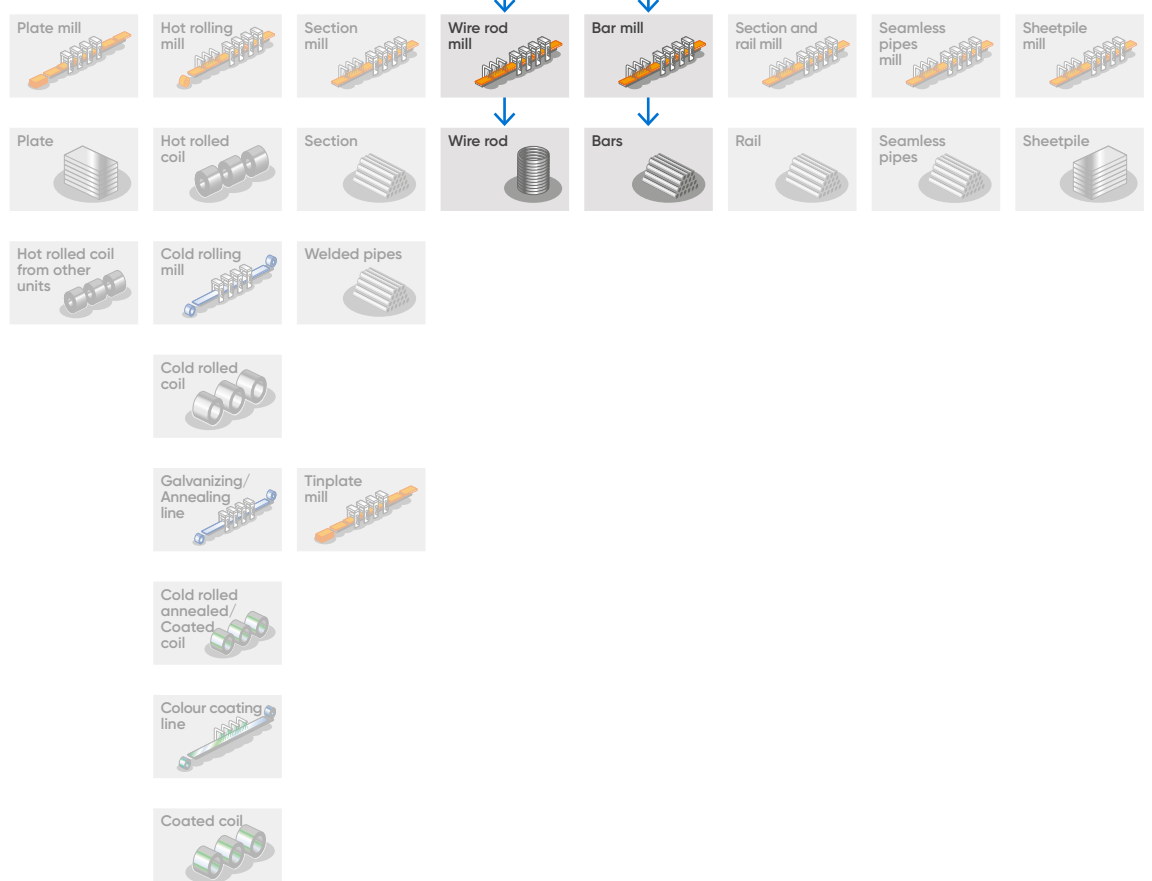 Plate mill
Hot rolling
mill
Section
mill
Wire rod
mill
Bar mill
Section and
rail mill
Seamless
pipes
mill
Sheetpile
mill
Plate
Hot rolled
coil
Section
Wire rod
Bars
Rail
Seamless
pipes
Sheetpile
Hot rolled coil
from other
units
Cold rolling
mill
Welded pipes
Cold rolled
coil
Galvanizing/
Annealing
line
Tinplate
mill
Cold rolled
annealed/
Coated
coil
Colour coating
line
Coated coil